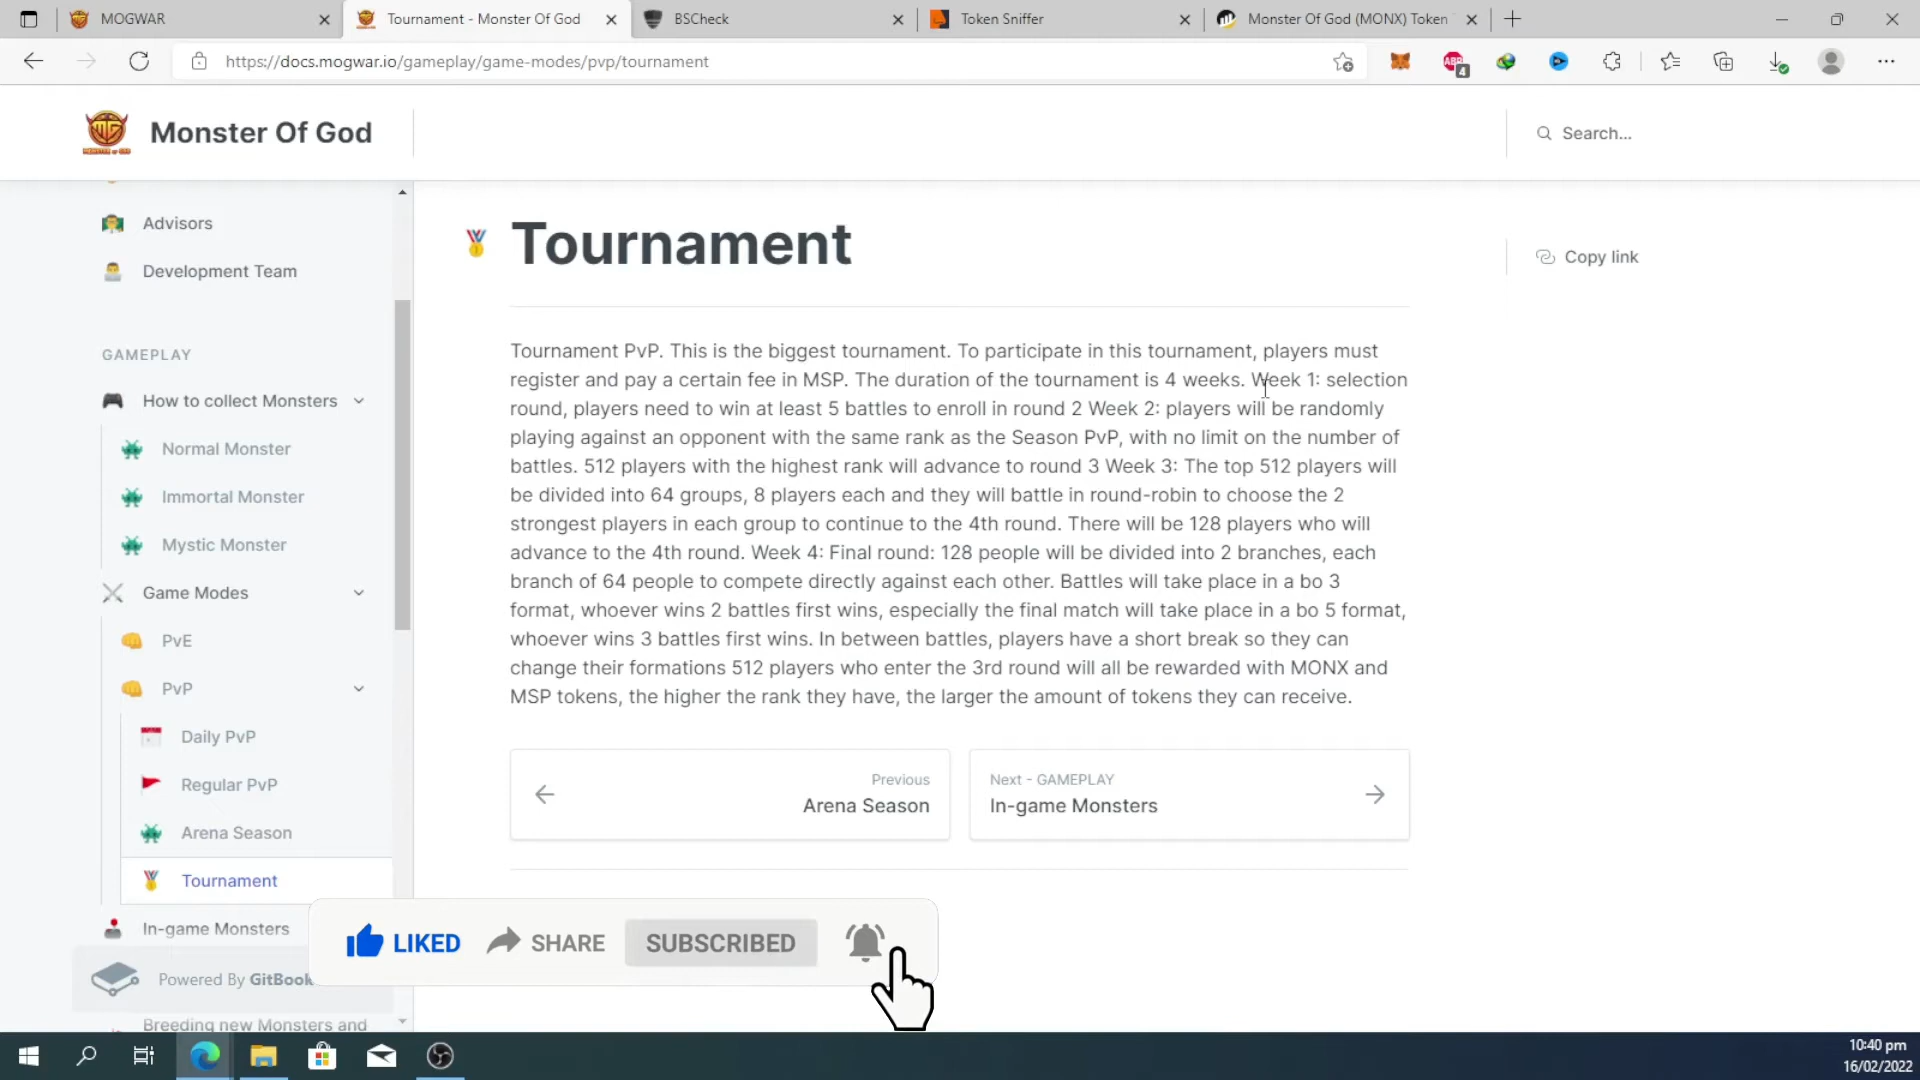 MOGWAR
Tournament - Monster Of God
BSCheck
Token Sniffer
Monster Of God (MONX) Token
https://docs.mogwar.io/gameplay/game-modes/pvp/tournament
ABP
4
MONSTER OF GOD
Monster Of God
Search...
Advisors
Development Team
GAMEPLAY
How to collect Monsters
Normal Monster
Immortal Monster
Mystic Monster
Game Modes
PvE
PvP
Daily PvP
Regular PvP
Arena Season
Tournament
In-game Monsters
Powered By GitBook
Breeding new Monsters and
Tournament
Copy link
Tournament PvP. This is the biggest tournament. To participate in this tournament, players must
register and pay a certain fee in MSP. The duration of the tournament is 4 weeks. Week 1: selection
round, players need to win at least 5 battles to enroll in round 2 Week 2: players will be randomly
playing against an opponent with the same rank as the Season PvP, with no limit on the number of
battles. 512 players with the highest rank will advance to round 3 Week 3: The top 512 players will
be divided into 64 groups, 8 players each and they will battle in round-robin to choose the 2
strongest players in each group to continue to the 4th round. There will be 128 players who will
advance to the 4th round. Week 4: Final round: 128 people will be divided into 2 branches, each
branch of 64 people to compete directly against each other. Battles will take place in a bo 3
format, whoever wins 2 battles first wins, especially the final match will take place in a bo 5 format,
whoever wins 3 battles first wins. In between battles, players have a short break so they can
change their formations 512 players who enter the 3rd round will all be rewarded with MONX and
MSP tokens, the higher the rank they have, the larger the amount of tokens they can receive.
Previous
Arena Season
Next - GAMEPLAY
In-game Monsters
LIKED
SHARE
SUBSCRIBED
10:40 pm
16/02/2022